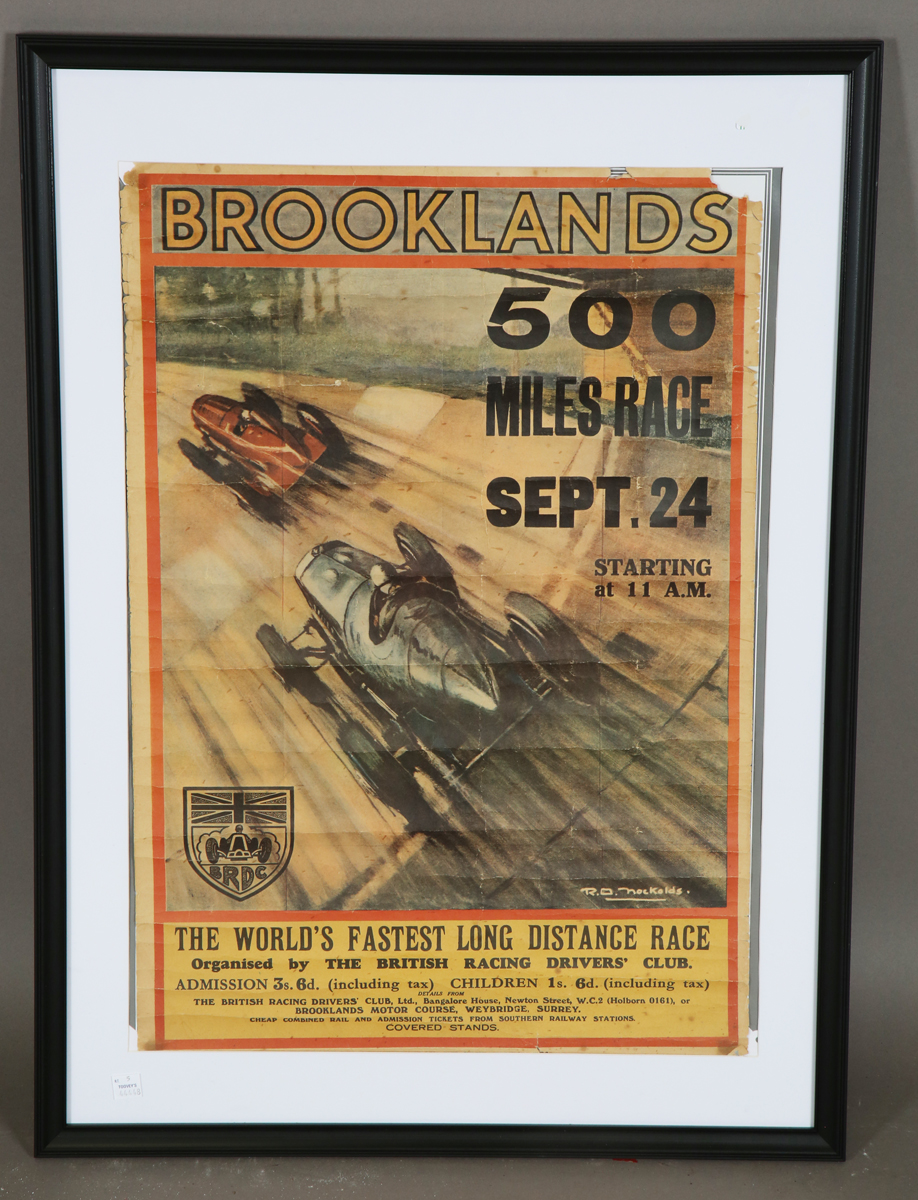 BROOKLANDS
500
MILES RACE
SEPT. 24
STARTING
at 11 A.M.
BRDC
R.D. Nockolds.
THE WORLD'S FASTEST LONG DISTANCE RACE
Organised by THE BRITISH RACING DRIVERS' CLUB.
ADMISSION 3s. 6d. (including tax) CHILDREN 1s. 6d. (including tax)
DETAILS FROM
THE BRITISH RACING DRIVERS' CLUB, Ltd., Bangalore House, Newton Street, W.C.2 (Holborn 0161), or
BROOKLANDS MOTOR COURSE, WEYBRIDGE, SURREY.
CHEAP COMBINED RAIL AND ADMISSION TICKETS FROM SOUTHERN RAILWAY STATIONS.
COVERED STANDS.